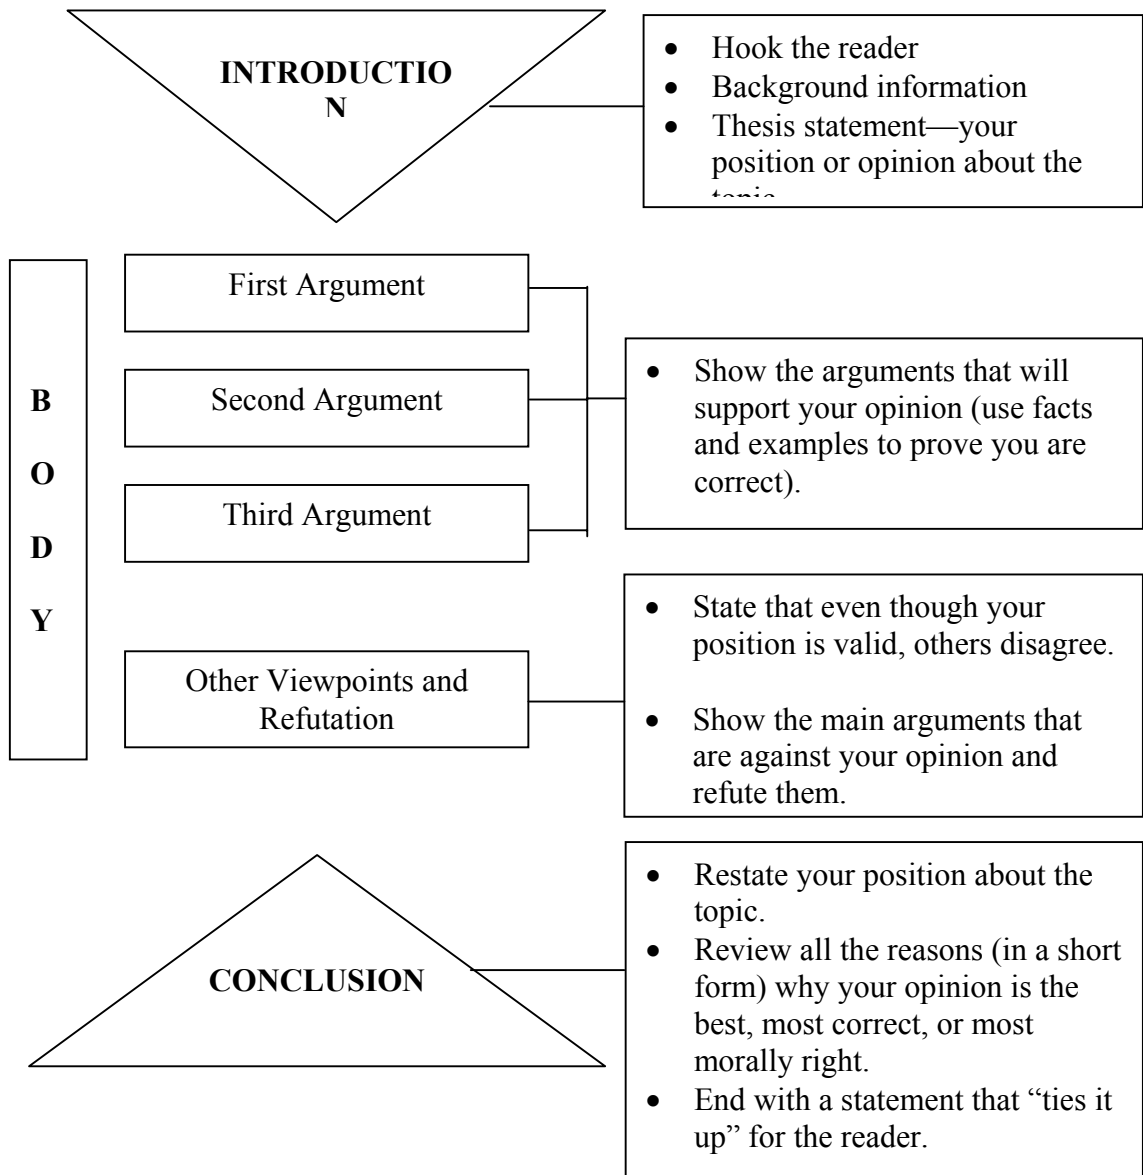 INTRODUCTIO
N
• Hook the reader
• Background information
• Thesis statement—your
position or opinion about the
topic
B
O
D
Y
First Argument
Second Argument
Third Argument
• Show the arguments that will
support your opinion (use facts
and examples to prove you are
correct).
Other Viewpoints and
Refutation
• State that even though your
position is valid, others disagree.
• Show the main arguments that
are against your opinion and
refute them.
CONCLUSION
• Restate your position about the
topic.
• Review all the reasons (in a short
form) why your opinion is the
best, most correct, or most
morally right.
• End with a statement that “ties it
up” for the reader.